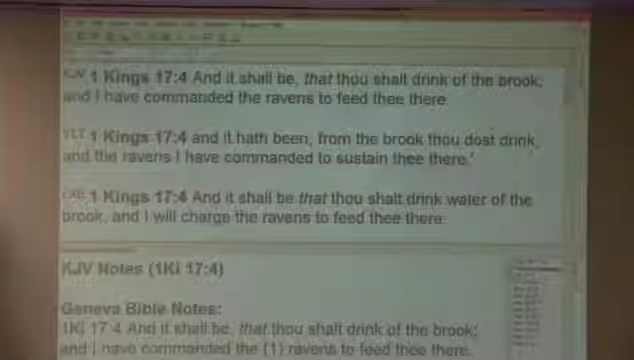 KJV 1 Kings 17:4 And it shall be, that thou shalt drink of the brook;
and I have commanded the ravens to feed thee there.
YLT 1 Kings 17:4 and it hath been, from the brook thou dost drink,
and the ravens I have commanded to sustain thee there.'
1 Kings 17:4 And it shall be that thou shalt drink water of the
brook, and I will charge the ravens to feed thee there.
KJV Notes (1Ki 17:4)
Geneva Bible Notes:
1Ki 17:4 And it shall be, that thou shalt drink of the brook;
and I have commanded the (1) ravens to feed thee there.